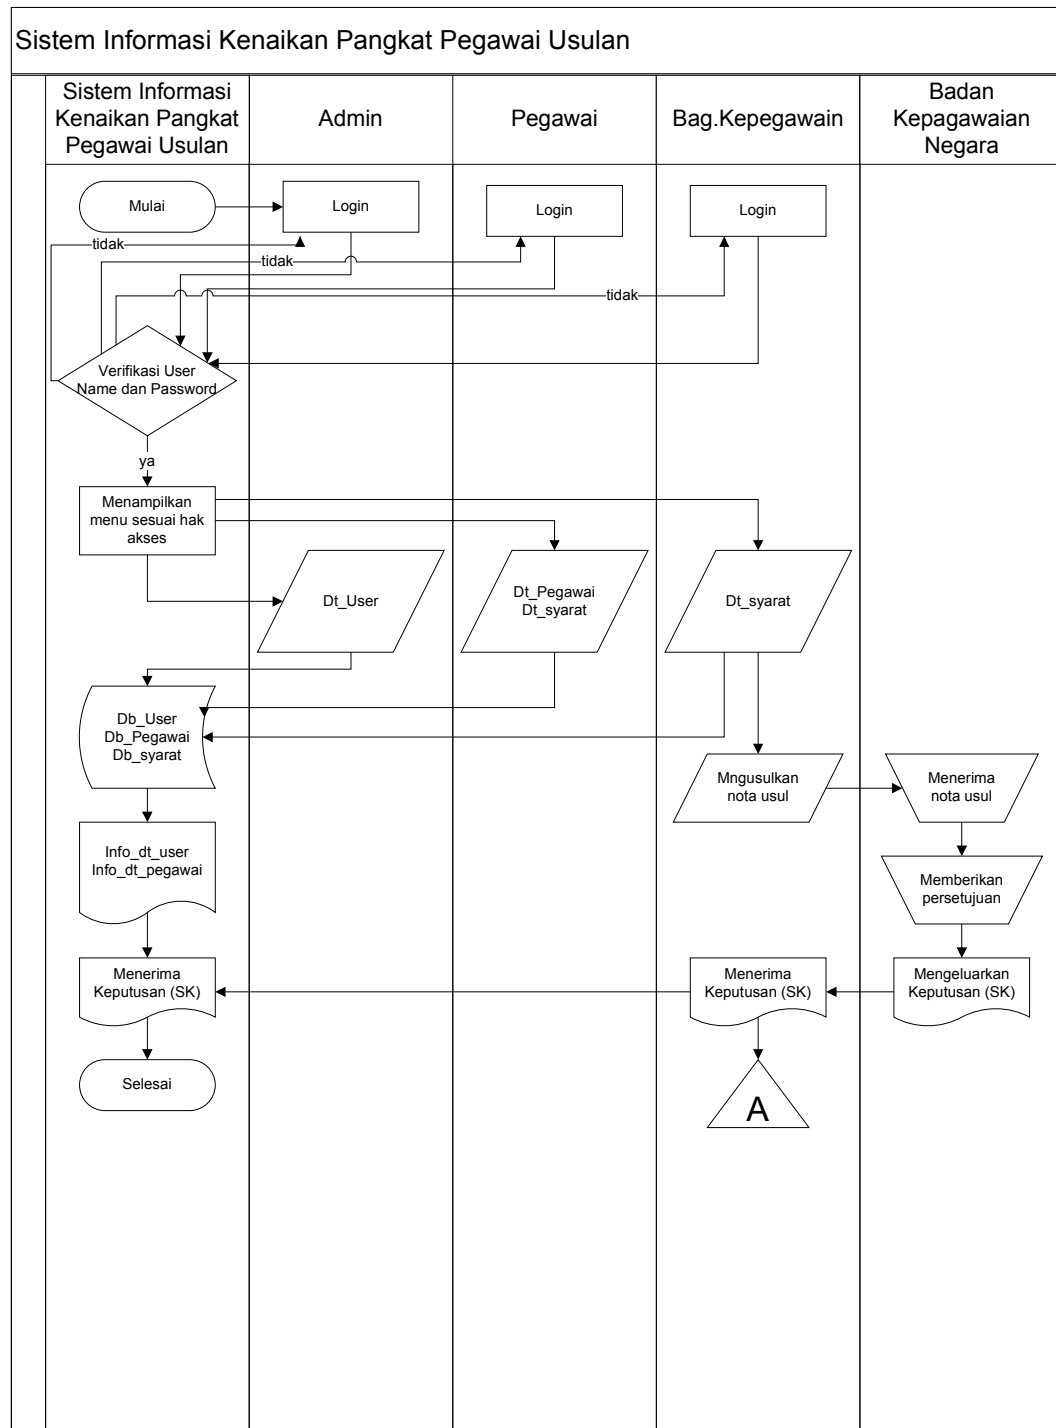 Sistem Informasi Kenaikan Pangkat Pegawai Usulan
Sistem Informasi
Kenaikan Pangkat
Pegawai Usulan
Admin
Pegawai
Bag.Kepegawain
Badan
Kepagawaian
Negara
Mulai
Login
Login
Login
tidak
tidak
tidak
Verifikasi User
Name dan Password
ya
Menampilkan
menu sesuai hak
akses
Dt_User
Dt_Pegawai
Dt_syarat
Dt_syarat
Db_User
Db_Pegawai
Db_syarat
Mngusulkan
nota usul
Menerima
nota usul
Info_dt_user
Info_dt_pegawai
Memberikan
persetujuan
Menerima
Keputusan (SK)
Menerima
Keputusan (SK)
Mengeluarkan
Keputusan (SK)
Selesai
A